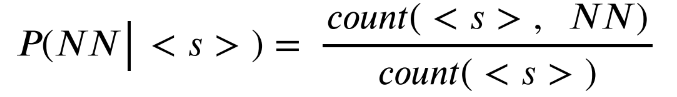 P(NN| < s > ) = count( < s > , NN) / count( < s > )